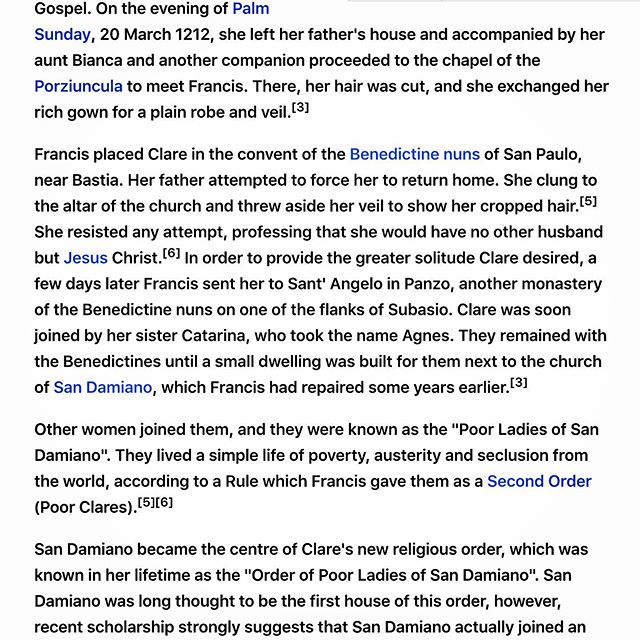 Gospel. On the evening of Palm
Sunday, 20 March 1212, she left her father's house and accompanied by her
aunt Bianca and another companion proceeded to the chapel of the
Porziuncula to meet Francis. There, her hair was cut, and she exchanged her
rich gown for a plain robe and veil.[3]
Francis placed Clare in the convent of the Benedictine nuns of San Paulo,
near Bastia. Her father attempted to force her to return home. She clung to
the altar of the church and threw aside her veil to show her cropped hair.[5]
She resisted any attempt, professing that she would have no other husband
but Jesus Christ.[6] In order to provide the greater solitude Clare desired, a
few days later Francis sent her to Sant' Angelo in Panzo, another monastery
of the Benedictine nuns on one of the flanks of Subasio. Clare was soon
joined by her sister Catarina, who took the name Agnes. They remained with
the Benedictines until a small dwelling was built for them next to the church
of San Damiano, which Francis had repaired some years earlier.[3]
Other women joined them, and they were known as the "Poor Ladies of San
Damiano". They lived a simple life of poverty, austerity and seclusion from
the world, according to a Rule which Francis gave them as a Second Order
(Poor Clares).[5][6]
San Damiano became the centre of Clare's new religious order, which was
known in her lifetime as the "Order of Poor Ladies of San Damiano". San
Damiano was long thought to be the first house of this order, however,
recent scholarship strongly suggests that San Damiano actually joined an